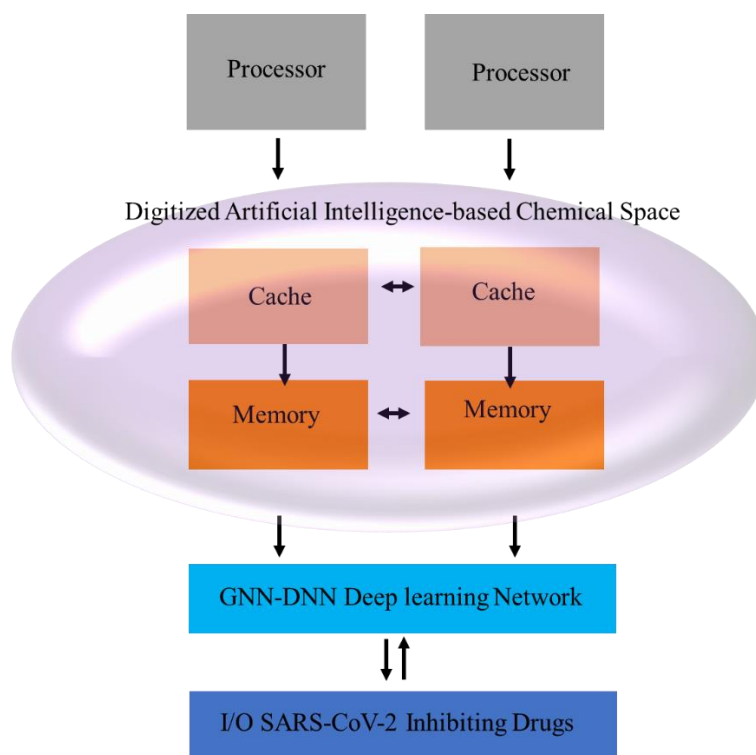 Processor
Processor
Digitized Artificial Intelligence-based Chemical Space
Cache
Cache
Memory
Memory
GNN-DNN Deep learning Network
I/O SARS-CoV-2 Inhibiting Drugs